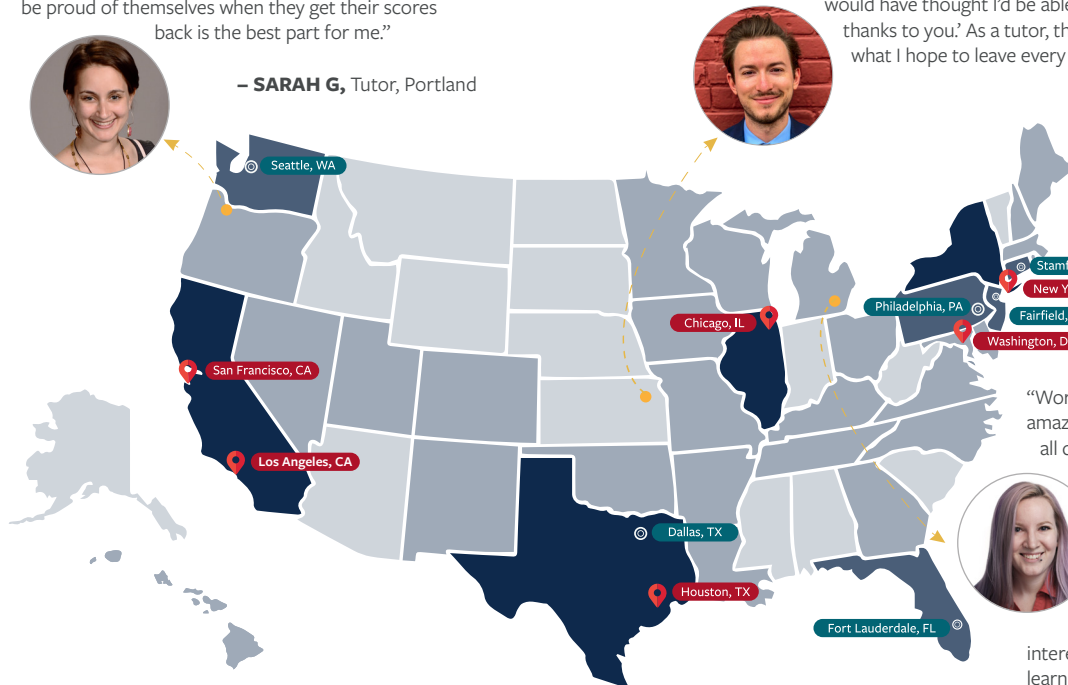 be proud of themselves when they get their scores
back is the best part for me.”
– SARAH G, Tutor, Portland
would have thought I’d be able
thanks to you.’ As a tutor, th
what I hope to leave every
Seattle, WA
Stamf
New Y
Philadelphia, PA
Fairfield,
Chicago, IL
Washington, D
San Francisco, CA
“Wor
amaz
all
Los Angeles, CA
Dallas, TX
Houston, TX
Fort Lauderdale, FL
intere
learn